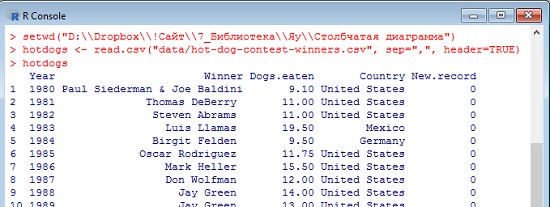 R Console
> setwd("D:\\Dropbox\\!Сайт\\7_Библиотека\\Яу\\Столбчатая диаграмма")
> hotdogs <- read.csv("data/hot-dog-contest-winners.csv", sep=",", header=TRUE)
> hotdogs
Year Winner Dogs.eaten Country New.record
1 1980 Paul Siederman & Joe Baldini 9.10 United States 0
2 1981 Thomas DeBerry 11.00 United States 0
3 1982 Steven Abrams 11.00 United States 0
4 1983 Luis Llamas 19.50 Mexico 0
5 1984 Birgit Felden 9.50 Germany 0
6 1985 Oscar Rodriguez 11.75 United States 0
7 1986 Mark Heller 15.50 United States 0
8 1987 Don Wolfman 12.00 United States 0
9 1988 Jay Green 14.00 United States 0
10 1989 Jay Green 13.00 United States 0